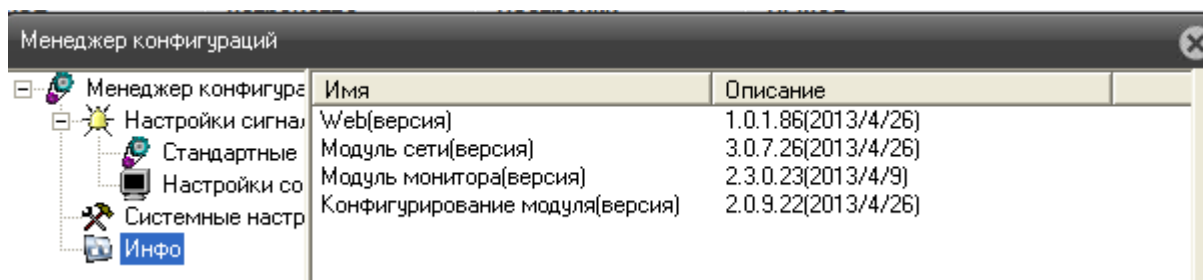 Менеджер конфигураций
Менеджер конфигура
Настройки сигнал
Стандартные
Настройки со
Системные настр
Инфо
Имя Описание
Web(версия) 1.0.1.86(2013/4/26)
Модуль сети(версия) 3.0.7.26(2013/4/26)
Модуль монитора(версия) 2.3.0.23(2013/4/9)
Конфигурирование модуля(версия) 2.0.9.22(2013/4/26)